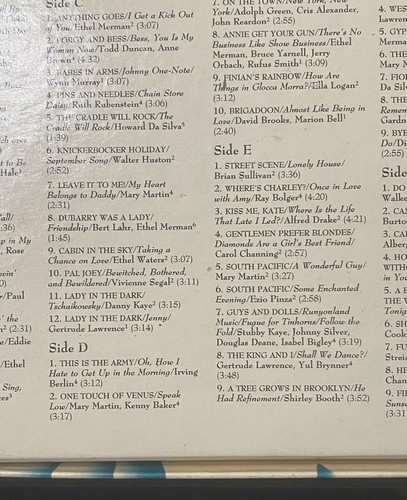 Side C
1. ANYTHING GOES/I Get a Kick Out
of You/Ethel Merman² (3:07)
2. PORGY AND BESS/Bess, You Is My
Woman Now/Todd Duncan, Anne
Brown⁴ (4:32)
3. BABES IN ARMS/Johnny One-Note/
Wynn Murray³ (3:07)
4. PINS AND NEEDLES/Chain Store
Daisy/Ruth Rubenstein⁴ (3:06)
5. THE CRADLE WILL ROCK/The
Cradle Will Rock/Howard Da Silva⁵
(1:39)
6. KNICKERBOCKER HOLIDAY/
September Song/Walter Huston²
(2:52)
7. LEAVE IT TO ME!/My Heart
Belongs to Daddy/Mary Martin⁴
(2:31)
8. DUBARRY WAS A LADY/
Friendship/Bert Lahr, Ethel Merman⁶
(1:45)
9. CABIN IN THE SKY/Taking a
Chance on Love/Ethel Waters² (3:07)
10. PAL JOEY/Bewitched, Bothered,
and Bewildered/Vivienne Segal² (3:11)
11. LADY IN THE DARK/
Tschaikowsky/Danny Kaye² (3:15)
12. LADY IN THE DARK/Jenny/
Gertrude Lawrence¹ (3:14)
Side D
1. THIS IS THE ARMY/Oh, How I
Hate to Get Up in the Morning/Irving
Berlin⁴ (3:12)
2. ONE TOUCH OF VENUS/Speak
Low/Mary Martin, Kenny Baker⁴
(3:17)
7. ON THE TOWN/New York, New
York/Adolph Green, Cris Alexander,
John Reardon² (2:55)
8. ANNIE GET YOUR GUN/There's No
Business Like Show Business/Ethel
Merman, Bruce Yarnell, Jerry
Orbach, Rufus Smith¹ (3:09)
9. FINIAN'S RAINBOW/How Are
Things in Glocca Morra?/Ella Logan²
(3:12)
10. BRIGADOON/Almost Like Being in
Love/David Brooks, Marion Bell¹
(2:40)
Side E
1. STREET SCENE/Lonely House/
Brian Sullivan² (3:36)
2. WHERE'S CHARLEY?/Once in Love
with Amy/Ray Bolger⁴ (4:20)
3. KISS ME, KATE/Where Is the Life
That Late I Led?/Alfred Drake² (4:21)
4. GENTLEMEN PREFER BLONDES/
Diamonds Are a Girl's Best Friend/
Carol Channing² (2:57)
5. SOUTH PACIFIC/A Wonderful Guy/
Mary Martin² (3:27)
6. SOUTH PACIFIC/Some Enchanted
Evening/Ezio Pinza² (2:58)
7. GUYS AND DOLLS/Runyonland
Music/Fugue for Tinhorns/Follow the
Fold/Stubby Kaye, Johnny Silver,
Douglas Deane, Isabel Bigley⁴ (3:19)
8. THE KING AND I/Shall We Dance?/
Gertrude Lawrence, Yul Brynner⁴
(3:48)
9. A TREE GROWS IN BROOKLYN/He
Had Refinement/Shirley Booth² (3:52)